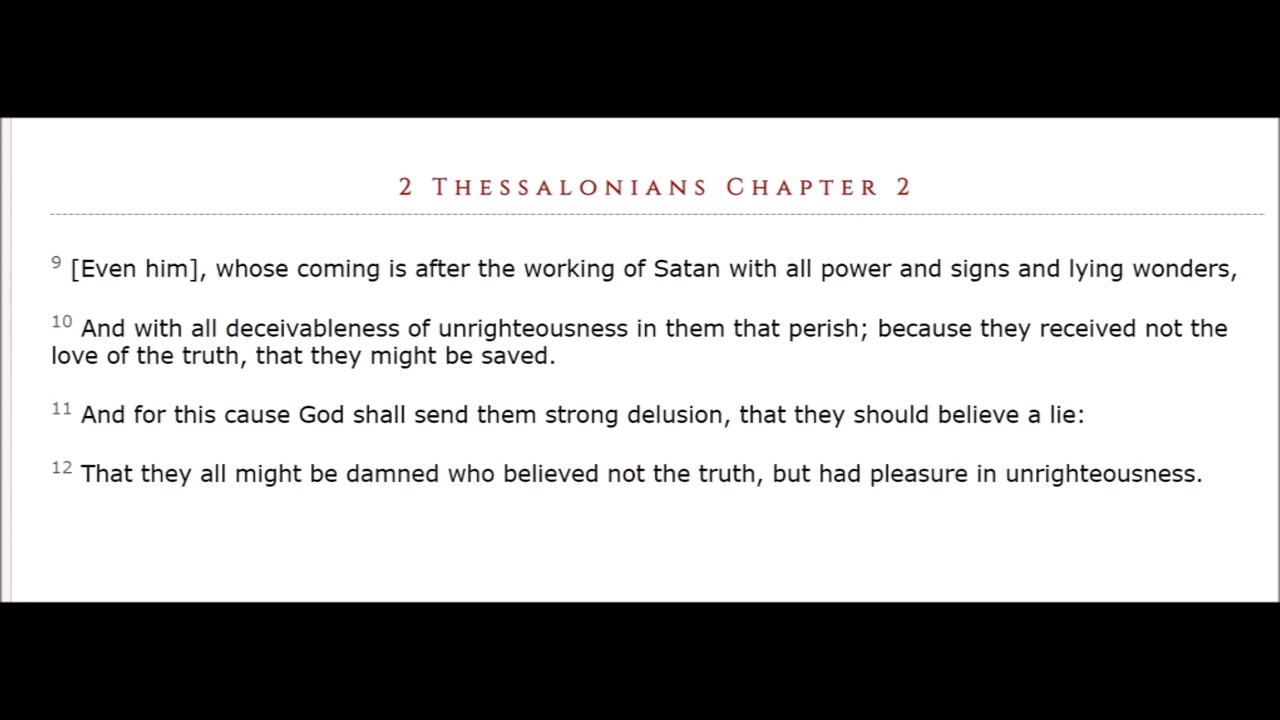 2 Thessalonians Chapter 2
9 [Even him], whose coming is after the working of Satan with all power and signs and lying wonders,
10 And with all deceivableness of unrighteousness in them that perish; because they received not the
love of the truth, that they might be saved.
11 And for this cause God shall send them strong delusion, that they should believe a lie:
12 That they all might be damned who believed not the truth, but had pleasure in unrighteousness.